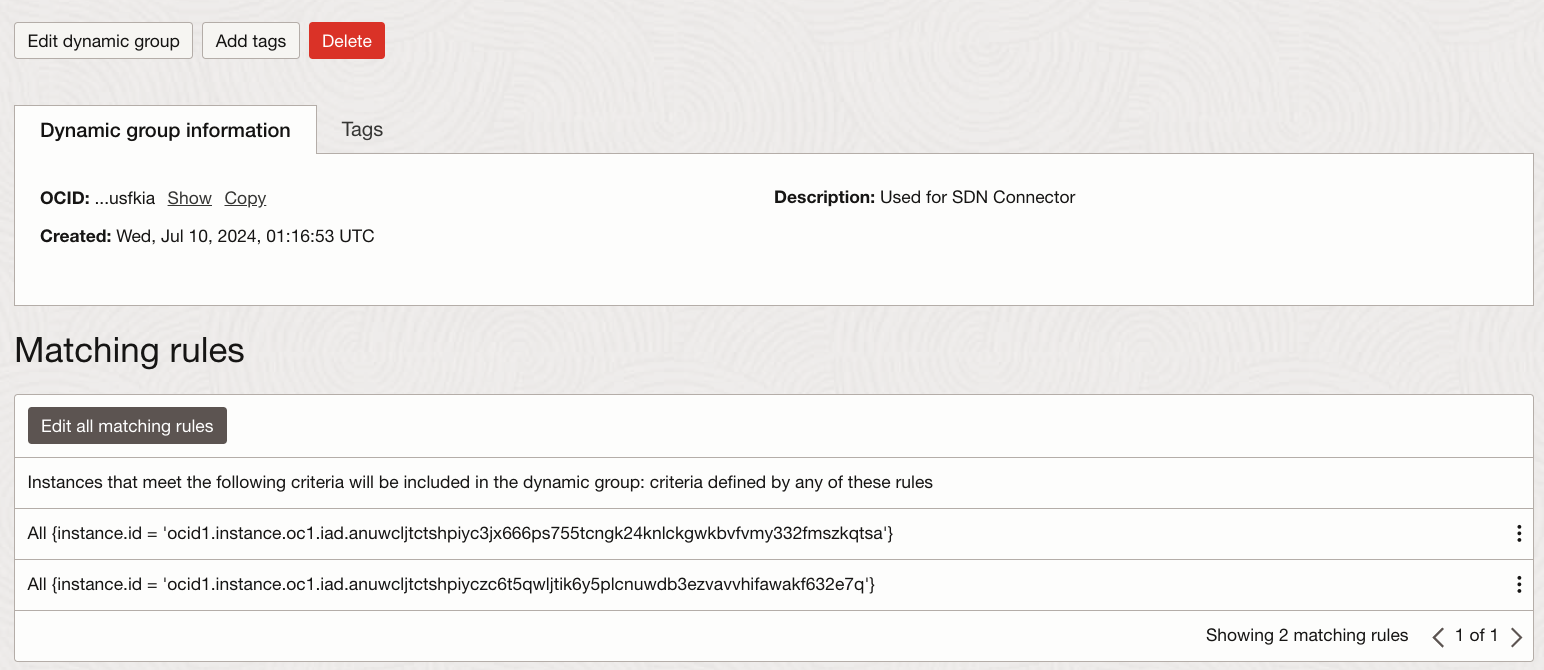 Edit dynamic group Add tags Delete
Dynamic group information Tags
OCID: ...usfkia Show Copy
Description: Used for SDN Connector
Created: Wed, Jul 10, 2024, 01:16:53 UTC
Matching rules
Edit all matching rules
Instances that meet the following criteria will be included in the dynamic group: criteria defined by any of these rules
All {instance.id = 'ocid1.instance.oc1.iad.anuwcljtctshpiyc3jx666ps755tcngk24knlckgwkbvfvmy332fmszkqtsa'}
All {instance.id = 'ocid1.instance.oc1.iad.anuwcljtctshpiyczc6t5qwljtik6y5plcnuwdb3ezvavvhifawakf632e7q'}
Showing 2 matching rules 1 of 1